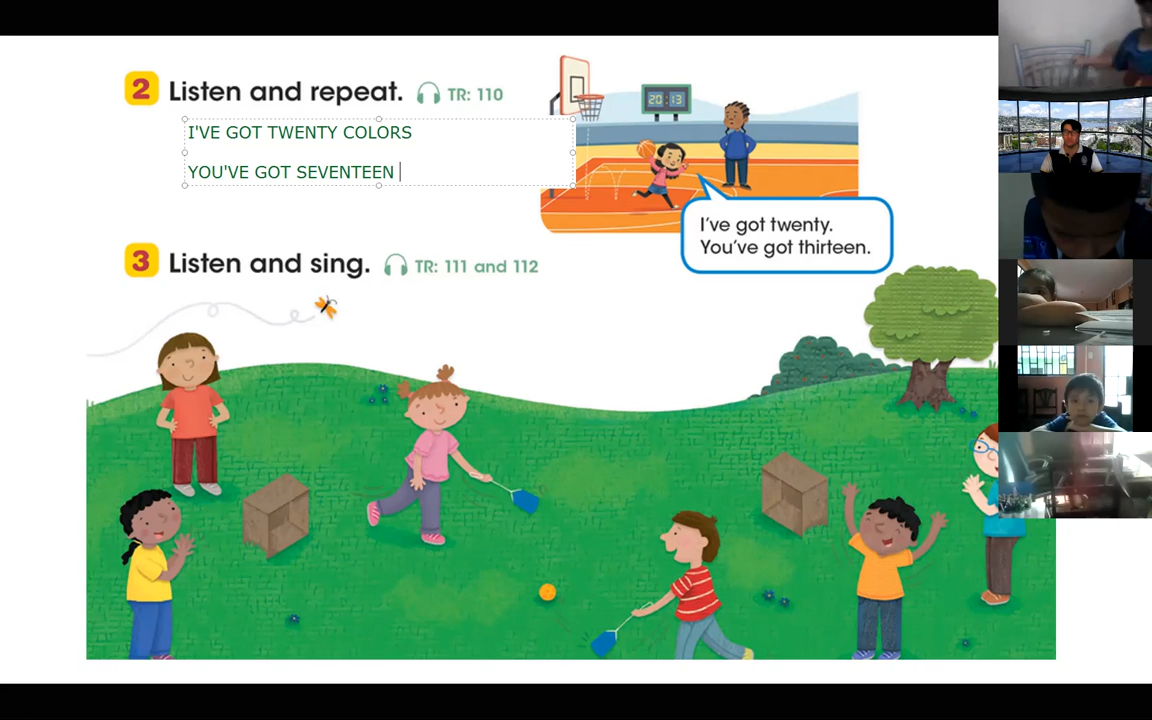 2 Listen and repeat. TR: 110
I'VE GOT TWENTY COLORS
YOU'VE GOT SEVENTEEN
20 13
I've got twenty.
You've got thirteen.
3 Listen and sing. TR: 111 and 112